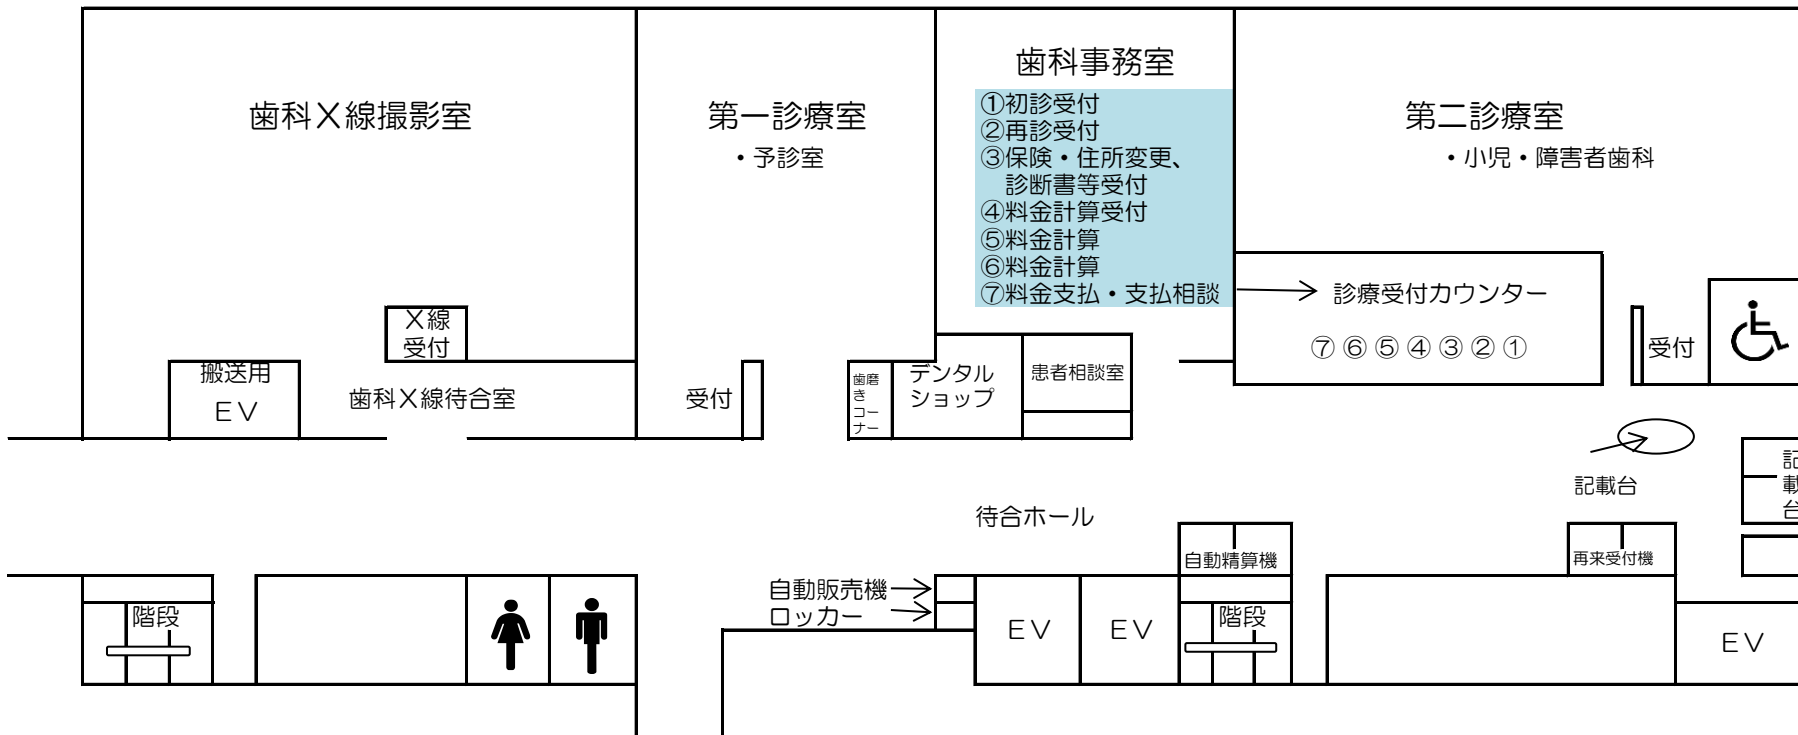 歯科X線撮影室
第一診療室
・予診室
歯科事務室
①初診受付
②再診受付
③保険・住所変更、
診断書等受付
④料金計算受付
⑤料金計算
⑥料金計算
⑦料金支払・支払相談
第二診療室
・小児・障害者歯科
診療受付カウンター
⑦⑥⑤④③②①
受付
X線
受付
搬送用
EV
歯科X線待合室
受付
歯磨
き
コー
ナー
デンタル
ショップ
患者相談室
記載台
記
載
台
待合ホール
自動精算機
再来受付機
自動販売機
ロッカー
階段
EV
EV
階段
EV